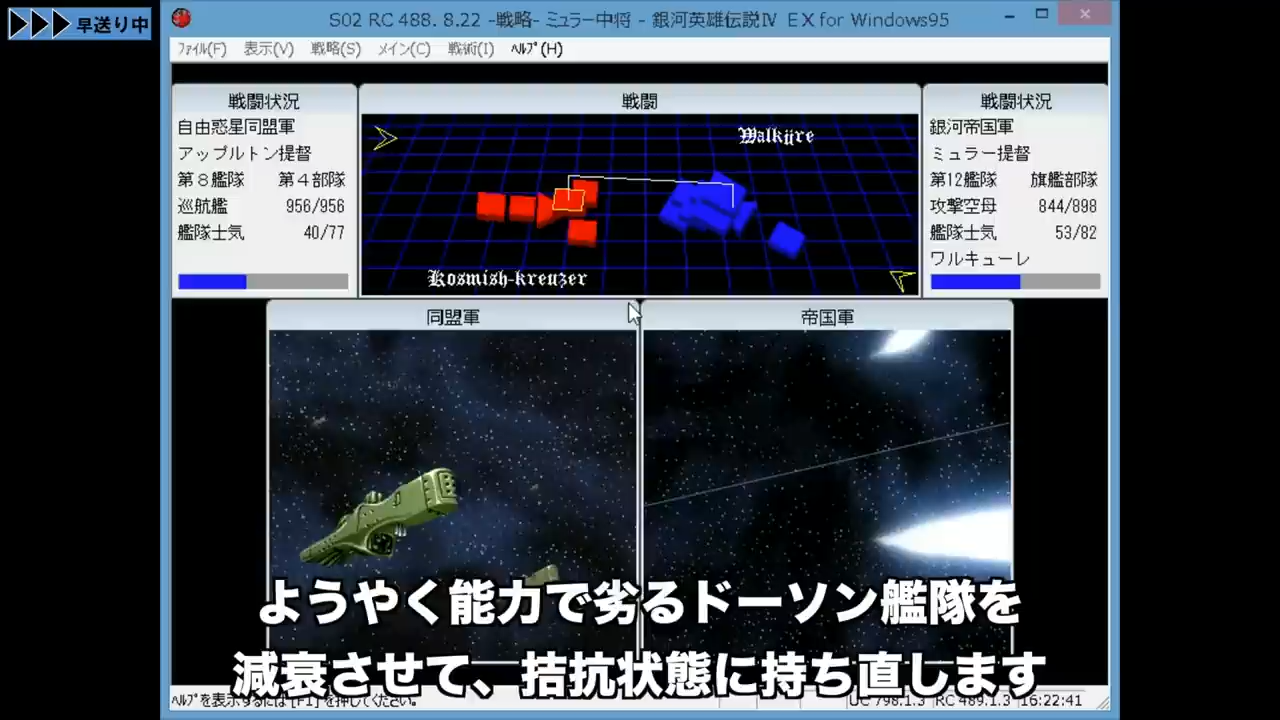 早送り中
S02 RC 488. 8.22 -戦略- ミュラー中将 - 銀河英雄伝説Ⅳ EX for Windows95
ﾌｧｲﾙ(F) 表示(V) 戦略(S) メイン(C) 戦術(I) ﾍﾙﾌﾟ(H)
戦闘状況
自由惑星同盟軍
アップルトン提督
第８艦隊 第４部隊
巡航艦 956/956
艦隊士気 40/77
戦闘
Walküre
Kosmish-kreuzer
戦闘状況
銀河帝国軍
ミュラー提督
第12艦隊 旗艦部隊
攻撃空母 844/898
艦隊士気 53/82
ワルキューレ
同盟軍
帝国軍
ようやく能力で劣るドーソン艦隊を
減衰させて、拮抗状態に持ち直します
ﾍﾙﾌﾟを表示するには [F1] を押してください。
UC 798.1.3 RC 489.1.3 16:22:41